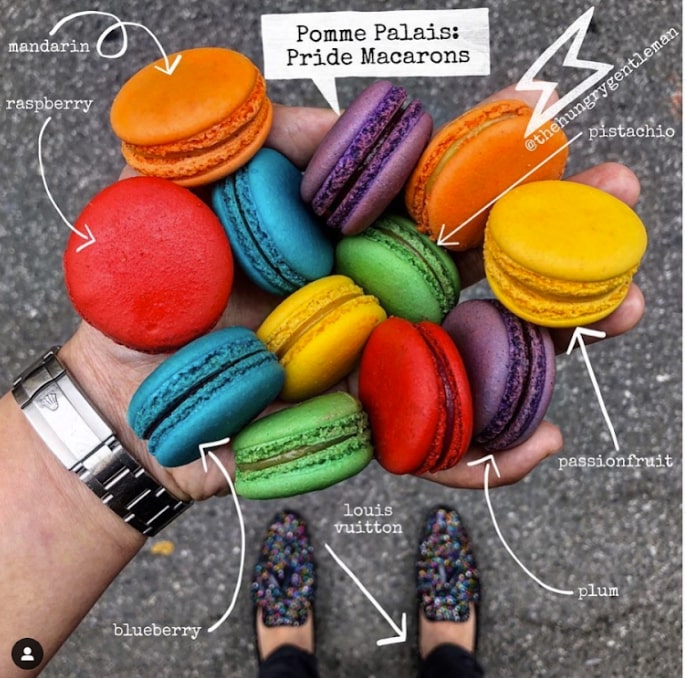 Pomme Palais:
Pride Macarons
mandarin
raspberry
@thehungrygentleman
pistachio
passionfruit
louis
vuitton
plum
blueberry